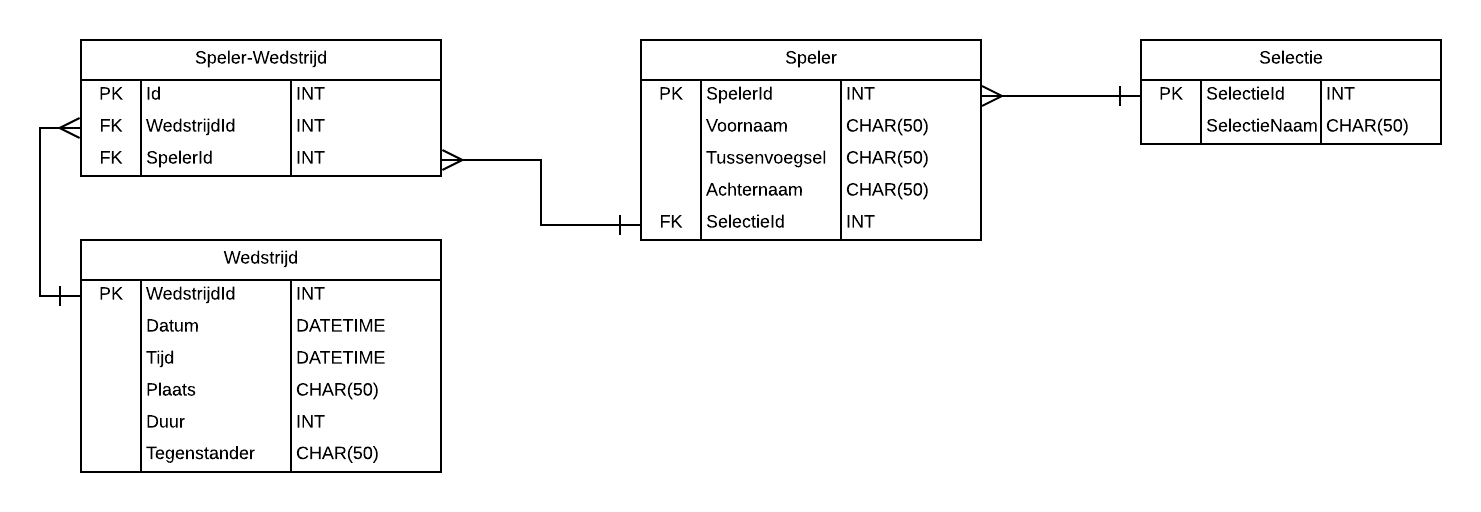 Speler-Wedstrijd
PK Id INT
FK WedstrijdId INT
FK SpelerId INT
Wedstrijd
PK WedstrijdId INT
Datum DATETIME
Tijd DATETIME
Plaats CHAR(50)
Duur INT
Tegenstander CHAR(50)
Speler
PK SpelerId INT
Voornaam CHAR(50)
Tussenvoegsel CHAR(50)
Achternaam CHAR(50)
FK SelectieId INT
Selectie
PK SelectieId INT
SelectieNaam CHAR(50)